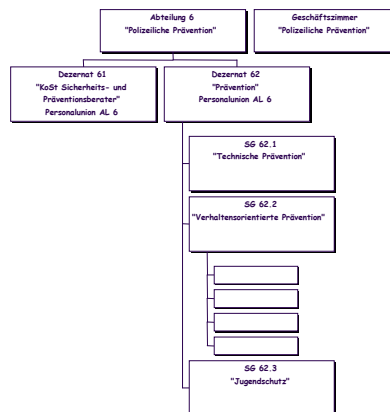 Abteilung 6
"Polizeiliche Prävention"
Geschäftszimmer
"Polizeiliche Prävention"
Dezernat 61
"KoSt Sicherheits- und
Präventionsberater"
Personalunion AL 6
Dezernat 62
"Prävention"
Personalunion AL 6
SG 62.1
"Technische Prävention"
SG 62.2
"Verhaltensorientierte Prävention"
SG 62.3
"Jugendschutz"